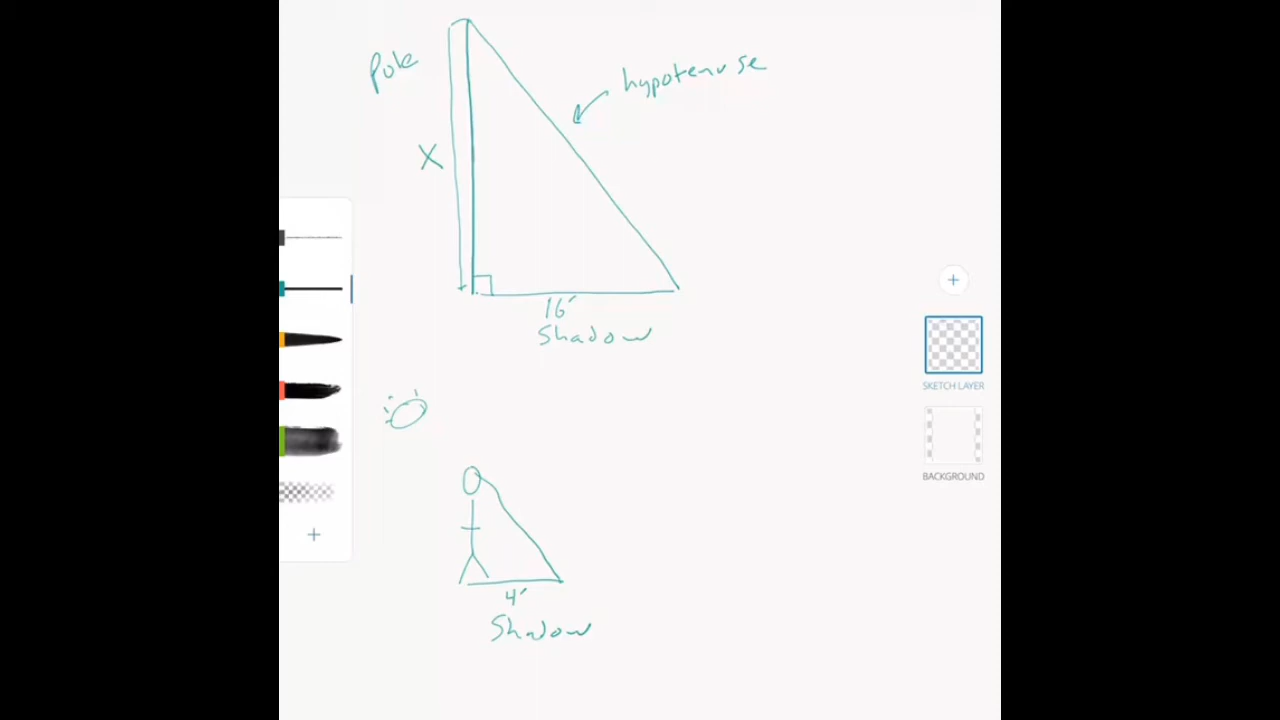 Pole
hypotenuse
X
16'
Shadow
4'
Shadow
SKETCH LAYER
BACKGROUND